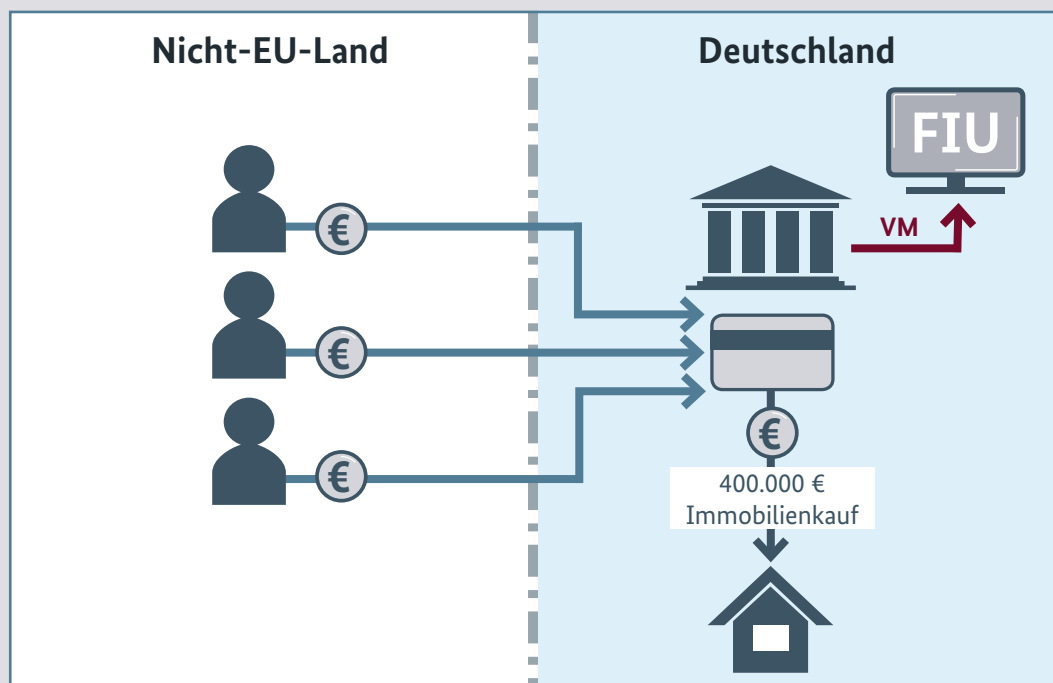 Nicht-EU-Land
Deutschland
FIU
VM
€
€
€
€
400.000 €
Immobilienkauf